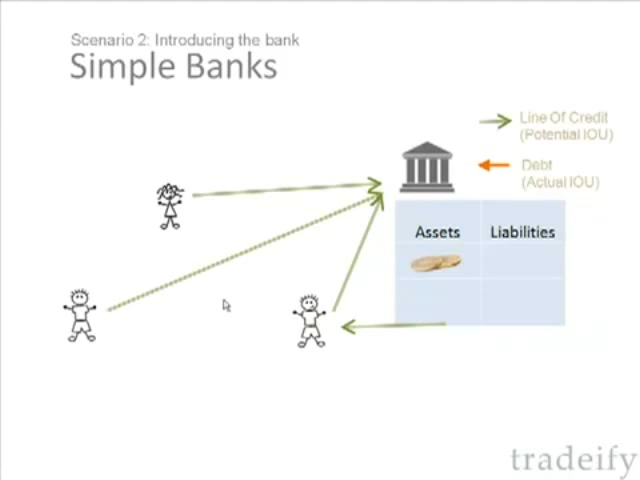 Scenario 2: Introducing the bank
Simple Banks
Line Of Credit
(Potential IOU)
Debt
(Actual IOU)
Assets Liabilities
tradeify